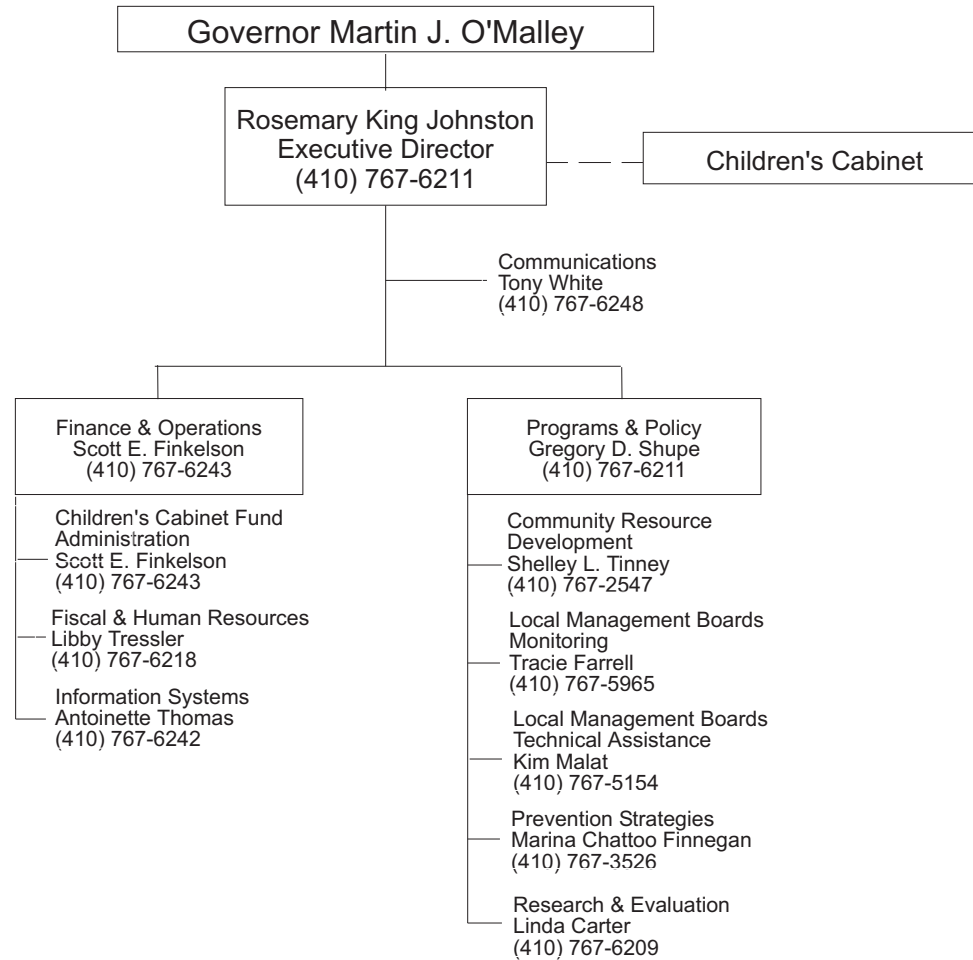 Governor Martin J. O'Malley
Rosemary King Johnston
Executive Director
(410) 767-6211
Children's Cabinet
Communications
Tony White
(410) 767-6248
Finance & Operations
Scott E. Finkelson
(410) 767-6243
Children's Cabinet Fund
Administration
Scott E. Finkelson
(410) 767-6243
Fiscal & Human Resources
Libby Tressler
(410) 767-6218
Information Systems
Antoinette Thomas
(410) 767-6242
Programs & Policy
Gregory D. Shupe
(410) 767-6211
Community Resource
Development
Shelley L. Tinney
(410) 767-2547
Local Management Boards
Monitoring
Tracie Farrell
(410) 767-5965
Local Management Boards
Technical Assistance
Kim Malat
(410) 767-5154
Prevention Strategies
Marina Chattoo Finnegan
(410) 767-3526
Research & Evaluation
Linda Carter
(410) 767-6209